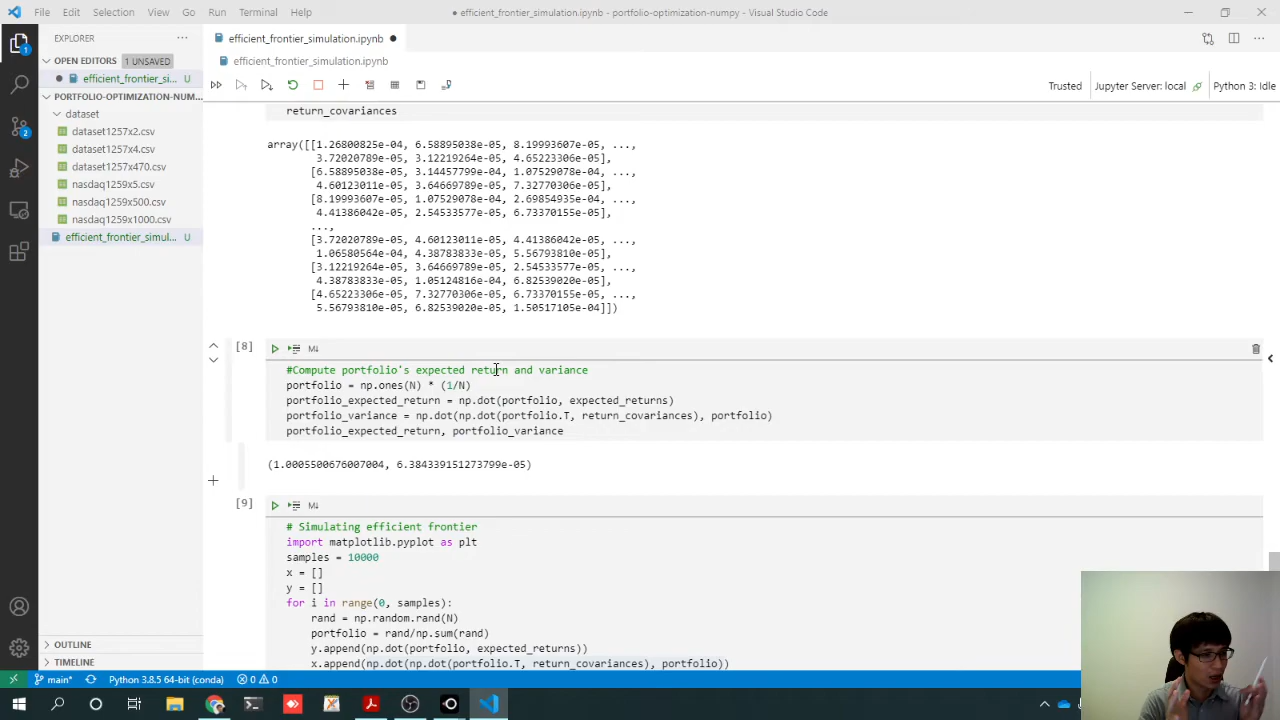 File Edit Selection View Go Run Terminal Help
● efficient_frontier_simulation.ipynb - portfolio-optimization-numpy - Visual Studio Code
EXPLORER
OPEN EDITORS 1 UNSAVED
efficient_frontier_si... U
PORTFOLIO-OPTIMIZATION-NUM...
dataset
dataset1257x2.csv
dataset1257x4.csv
dataset1257x470.csv
nasdaq1259x5.csv
nasdaq1259x500.csv
nasdaq1259x1000.csv
efficient_frontier_simul... U
OUTLINE
TIMELINE
efficient_frontier_simulation.ipynb
efficient_frontier_simulation.ipynb
Trusted Jupyter Server: local Python 3: Idle
return_covariances
array([[1.26800825e-04, 6.58895038e-05, 8.19993607e-05, ...,
3.72020789e-05, 3.12219264e-05, 4.65223306e-05],
[6.58895038e-05, 3.14457799e-04, 1.07529078e-04, ...,
4.60123011e-05, 3.64669789e-05, 7.32770306e-05],
[8.19993607e-05, 1.07529078e-04, 2.69854935e-04, ...,
4.41386042e-05, 2.54533577e-05, 6.73370155e-05],
...,
[3.72020789e-05, 4.60123011e-05, 4.41386042e-05, ...,
1.06580564e-04, 4.38783833e-05, 5.56793810e-05],
[3.12219264e-05, 3.64669789e-05, 2.54533577e-05, ...,
4.38783833e-05, 1.05124816e-04, 6.82539020e-05],
[4.65223306e-05, 7.32770306e-05, 6.73370155e-05, ...,
5.56793810e-05, 6.82539020e-05, 1.50517105e-04]])
[8]
M↓
#Compute portfolio's expected return and variance
portfolio = np.ones(N) * (1/N)
portfolio_expected_return = np.dot(portfolio, expected_returns)
portfolio_variance = np.dot(np.dot(portfolio.T, return_covariances), portfolio)
portfolio_expected_return, portfolio_variance
(1.0005500676007004, 6.384339151273799e-05)
[9]
M↓
# Simulating efficient frontier
import matplotlib.pyplot as plt
samples = 10000
x = []
y = []
for i in range(0, samples):
rand = np.random.rand(N)
portfolio = rand/np.sum(rand)
y.append(np.dot(portfolio, expected_returns))
x.append(np.dot(np.dot(portfolio.T, return_covariances), portfolio))
main* Python 3.8.5 64-bit (conda) 0 0